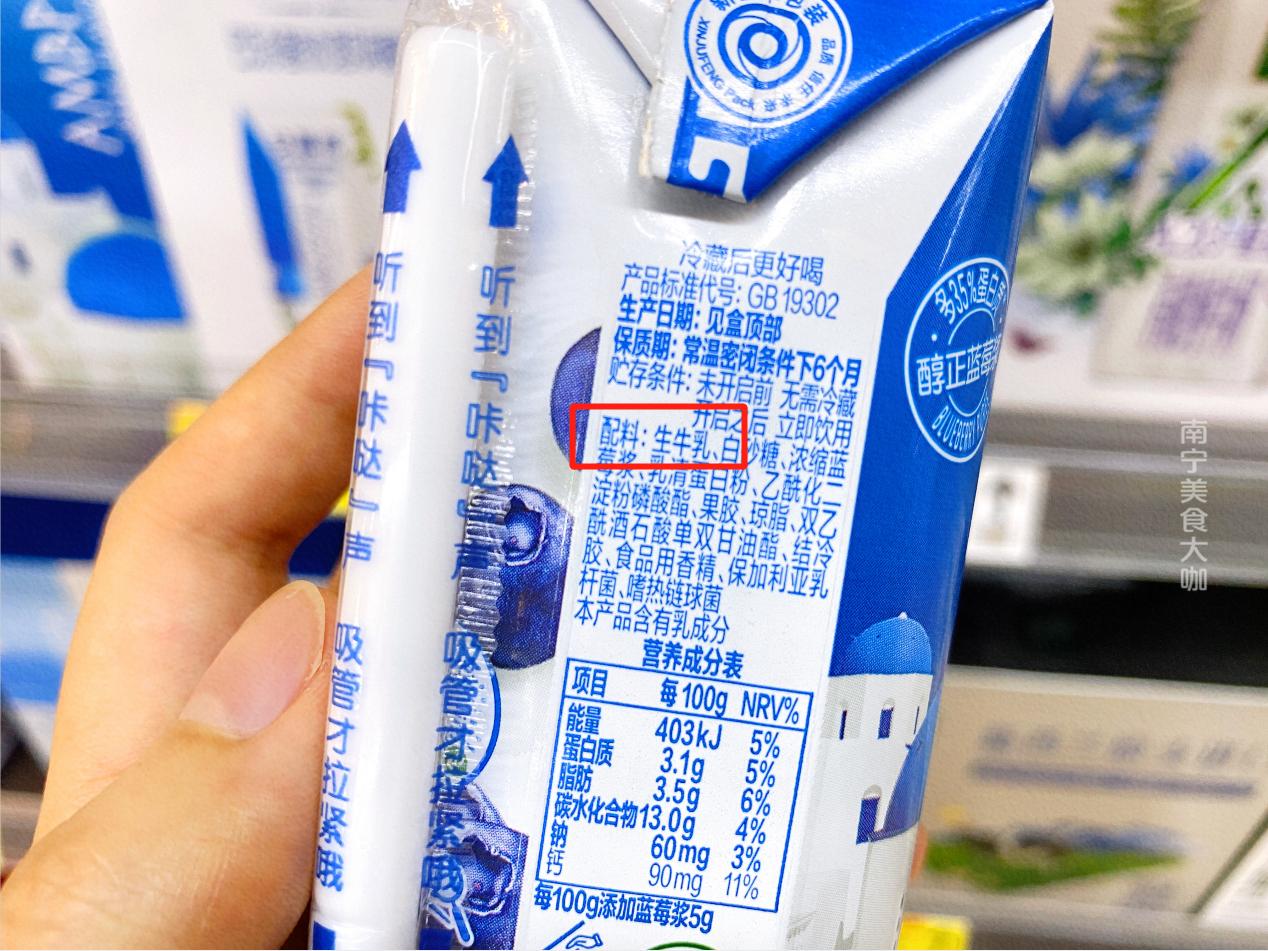 听到『咔哒』声 吸管才拉紧哦
听到『咔哒』声 吸管才拉紧哦
XINJUFENG Pack
冷藏后更好喝
产品标准代号: GB 19302
生产日期: 见盒顶部
保质期: 常温密闭条件下6个月
贮存条件: 未开启前 无需冷藏
开启之后 立即饮用
配料: 生牛乳、白砂糖、浓缩蓝
莓浆、乳清蛋白粉、乙酰化二
淀粉磷酸酯、果胶、琼脂、双乙
酰酒石酸单双甘油酯、结冷
胶、食品用香精、保加利亚乳
杆菌、嗜热链球菌
本产品含有乳成分
营养成分表
项目 每100g NRV%
能量 403kJ 5%
蛋白质 3.1g 5%
脂肪 3.5g 6%
碳水化合物 13.0g 4%
钠 60mg 3%
钙 90mg 11%
每100g添加蓝莓浆5g
多35%蛋白质
醇正蓝莓
BLUEBERRY
南宁美食大咖